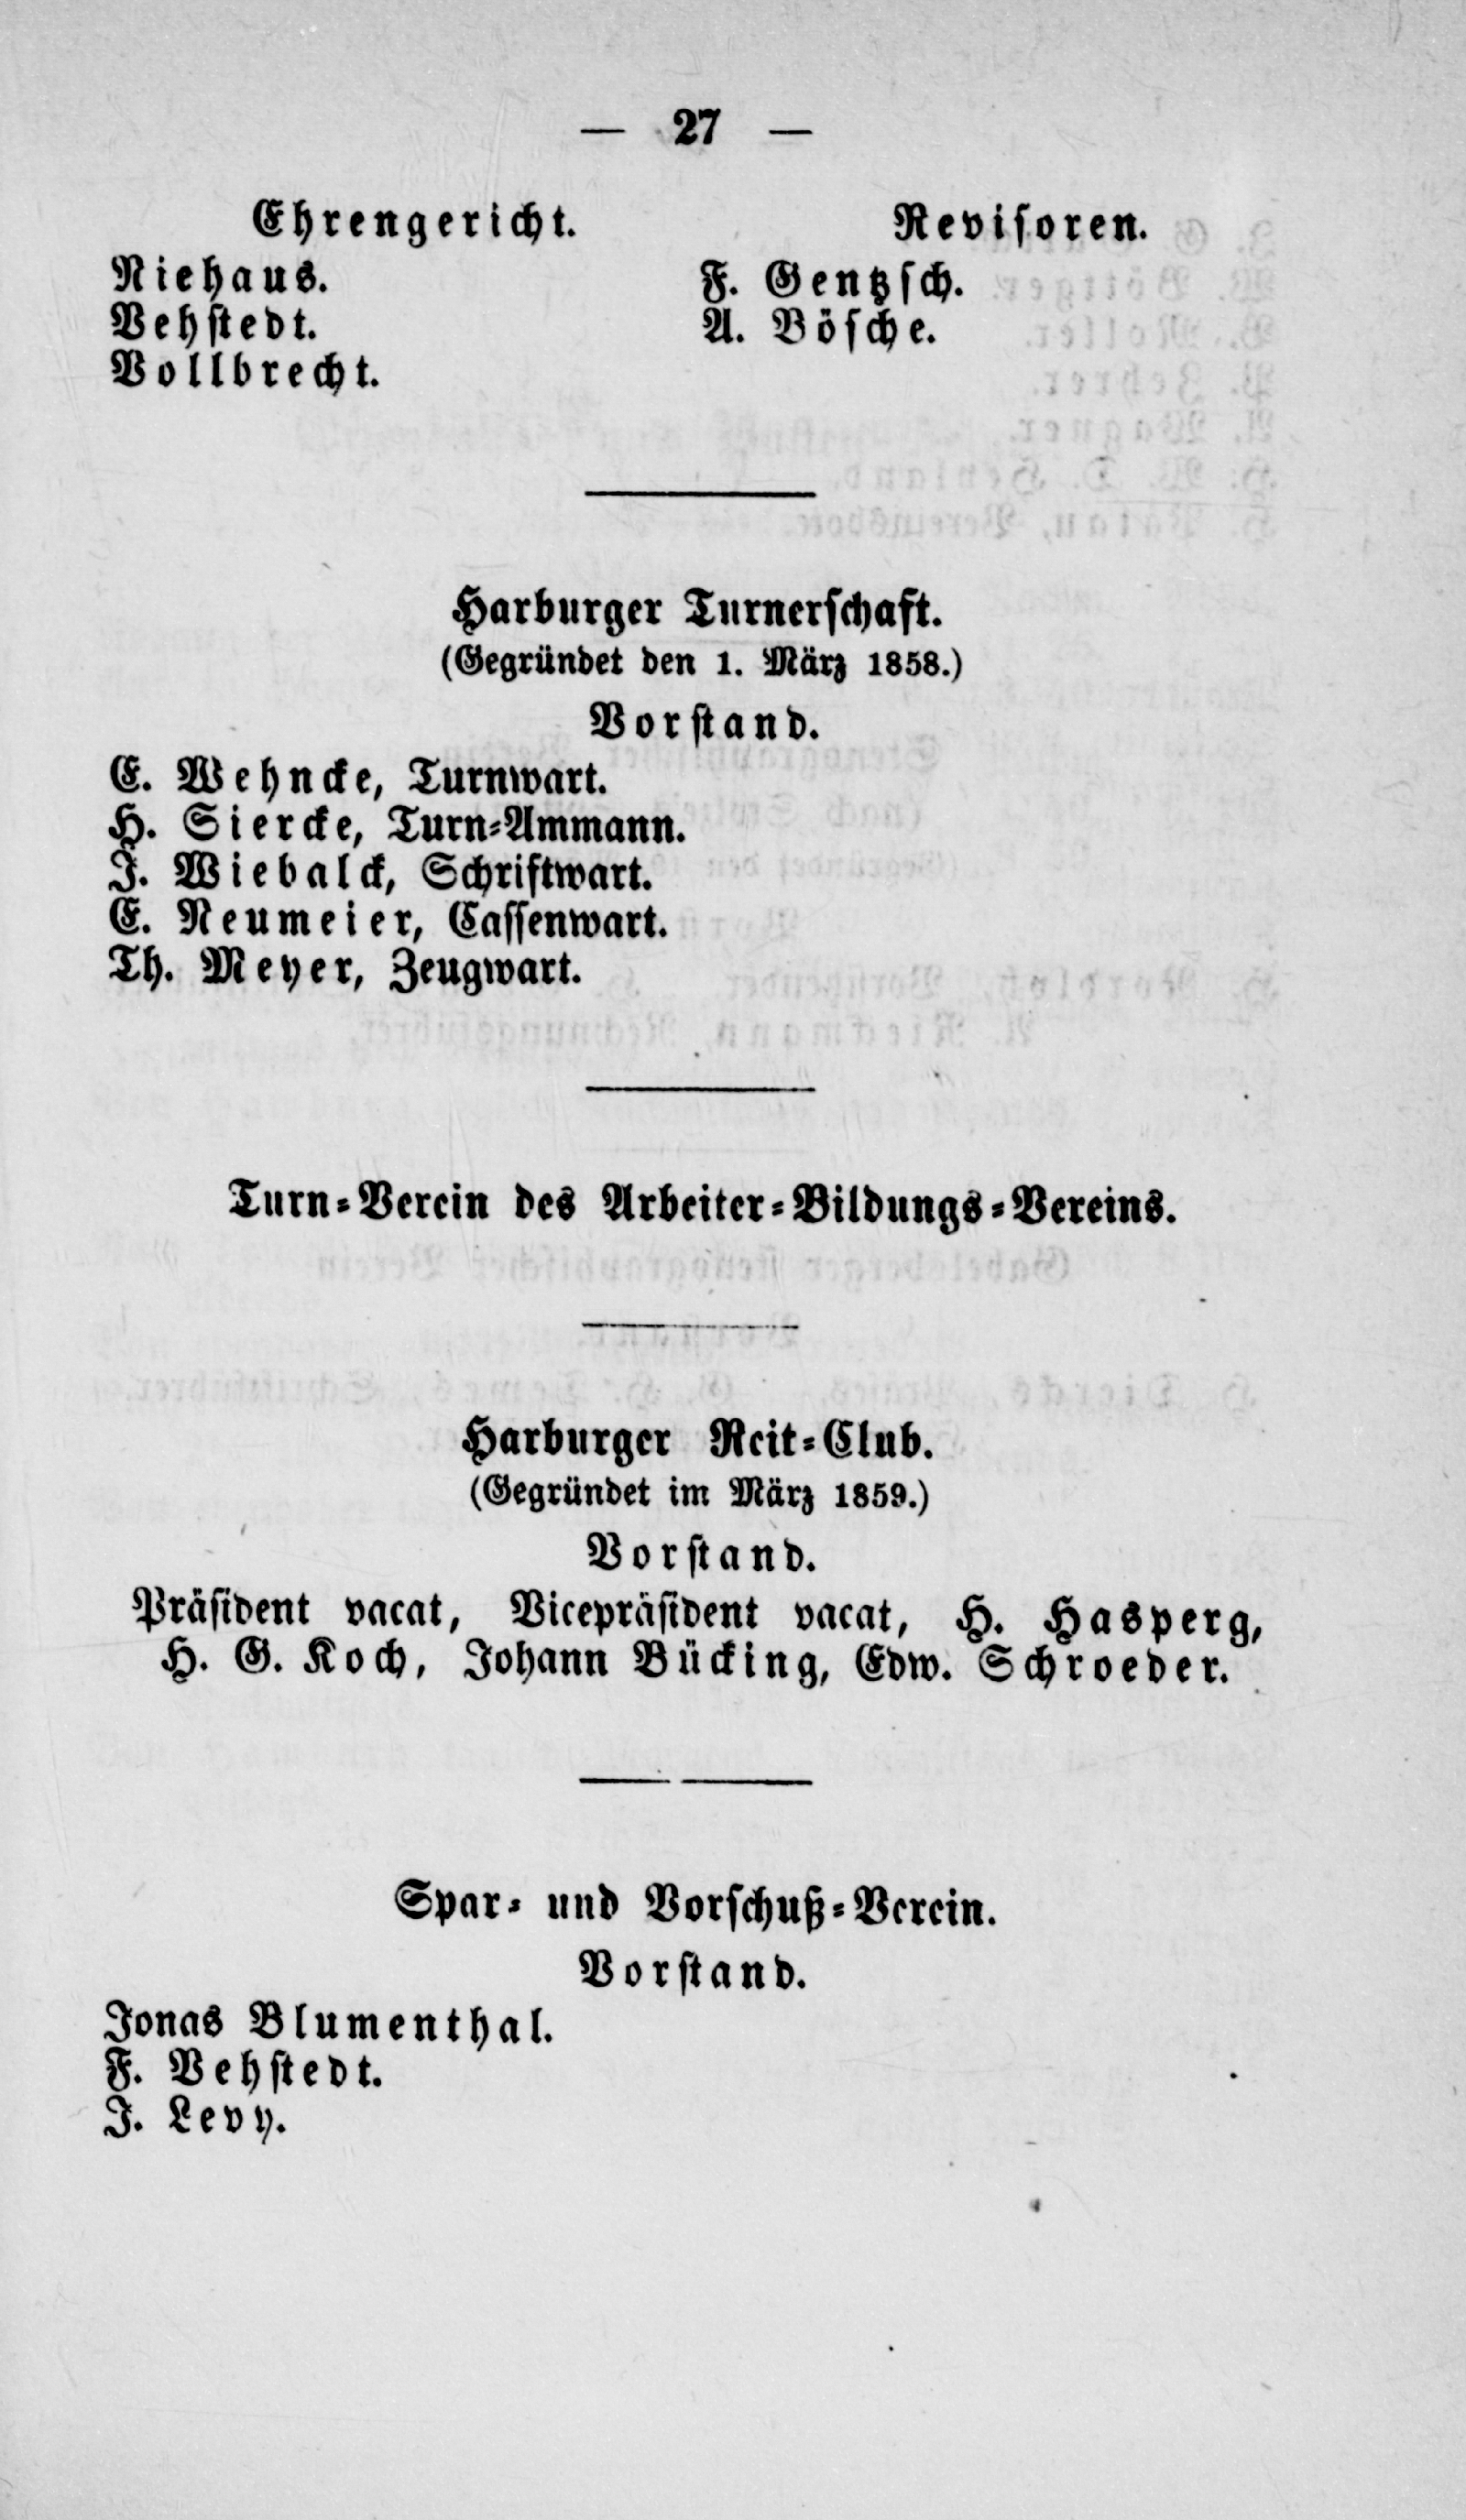 — 27 —
Ehrengericht.
Niehaus.
Vehstedt.
Vollbrecht.
Revisoren.
F. Gentzsch.
A. Bösche.
Harburger Turnerschaft.
(Gegründet den 1. März 1858.)
Vorstand.
E. Wehncke, Turnwart.
H. Siercke, Turn-Ammann.
J. Wiebalck, Schriftwart.
E. Neumeier, Cassenwart.
Th. Meyer, Zeugwart.
Turn-Verein des Arbeiter-Bildungs-Vereins.
Harburger Reit-Club.
(Gegründet im März 1859.)
Vorstand.
Präsident vacat, Vicepräsident vacat, H. Hasperg,
H. G. Koch, Johann Bücking, Edw. Schroeder.
Spar- und Vorschuß-Verein.
Vorstand.
Jonas Blumenthal.
F. Vehstedt.
J. Levy.